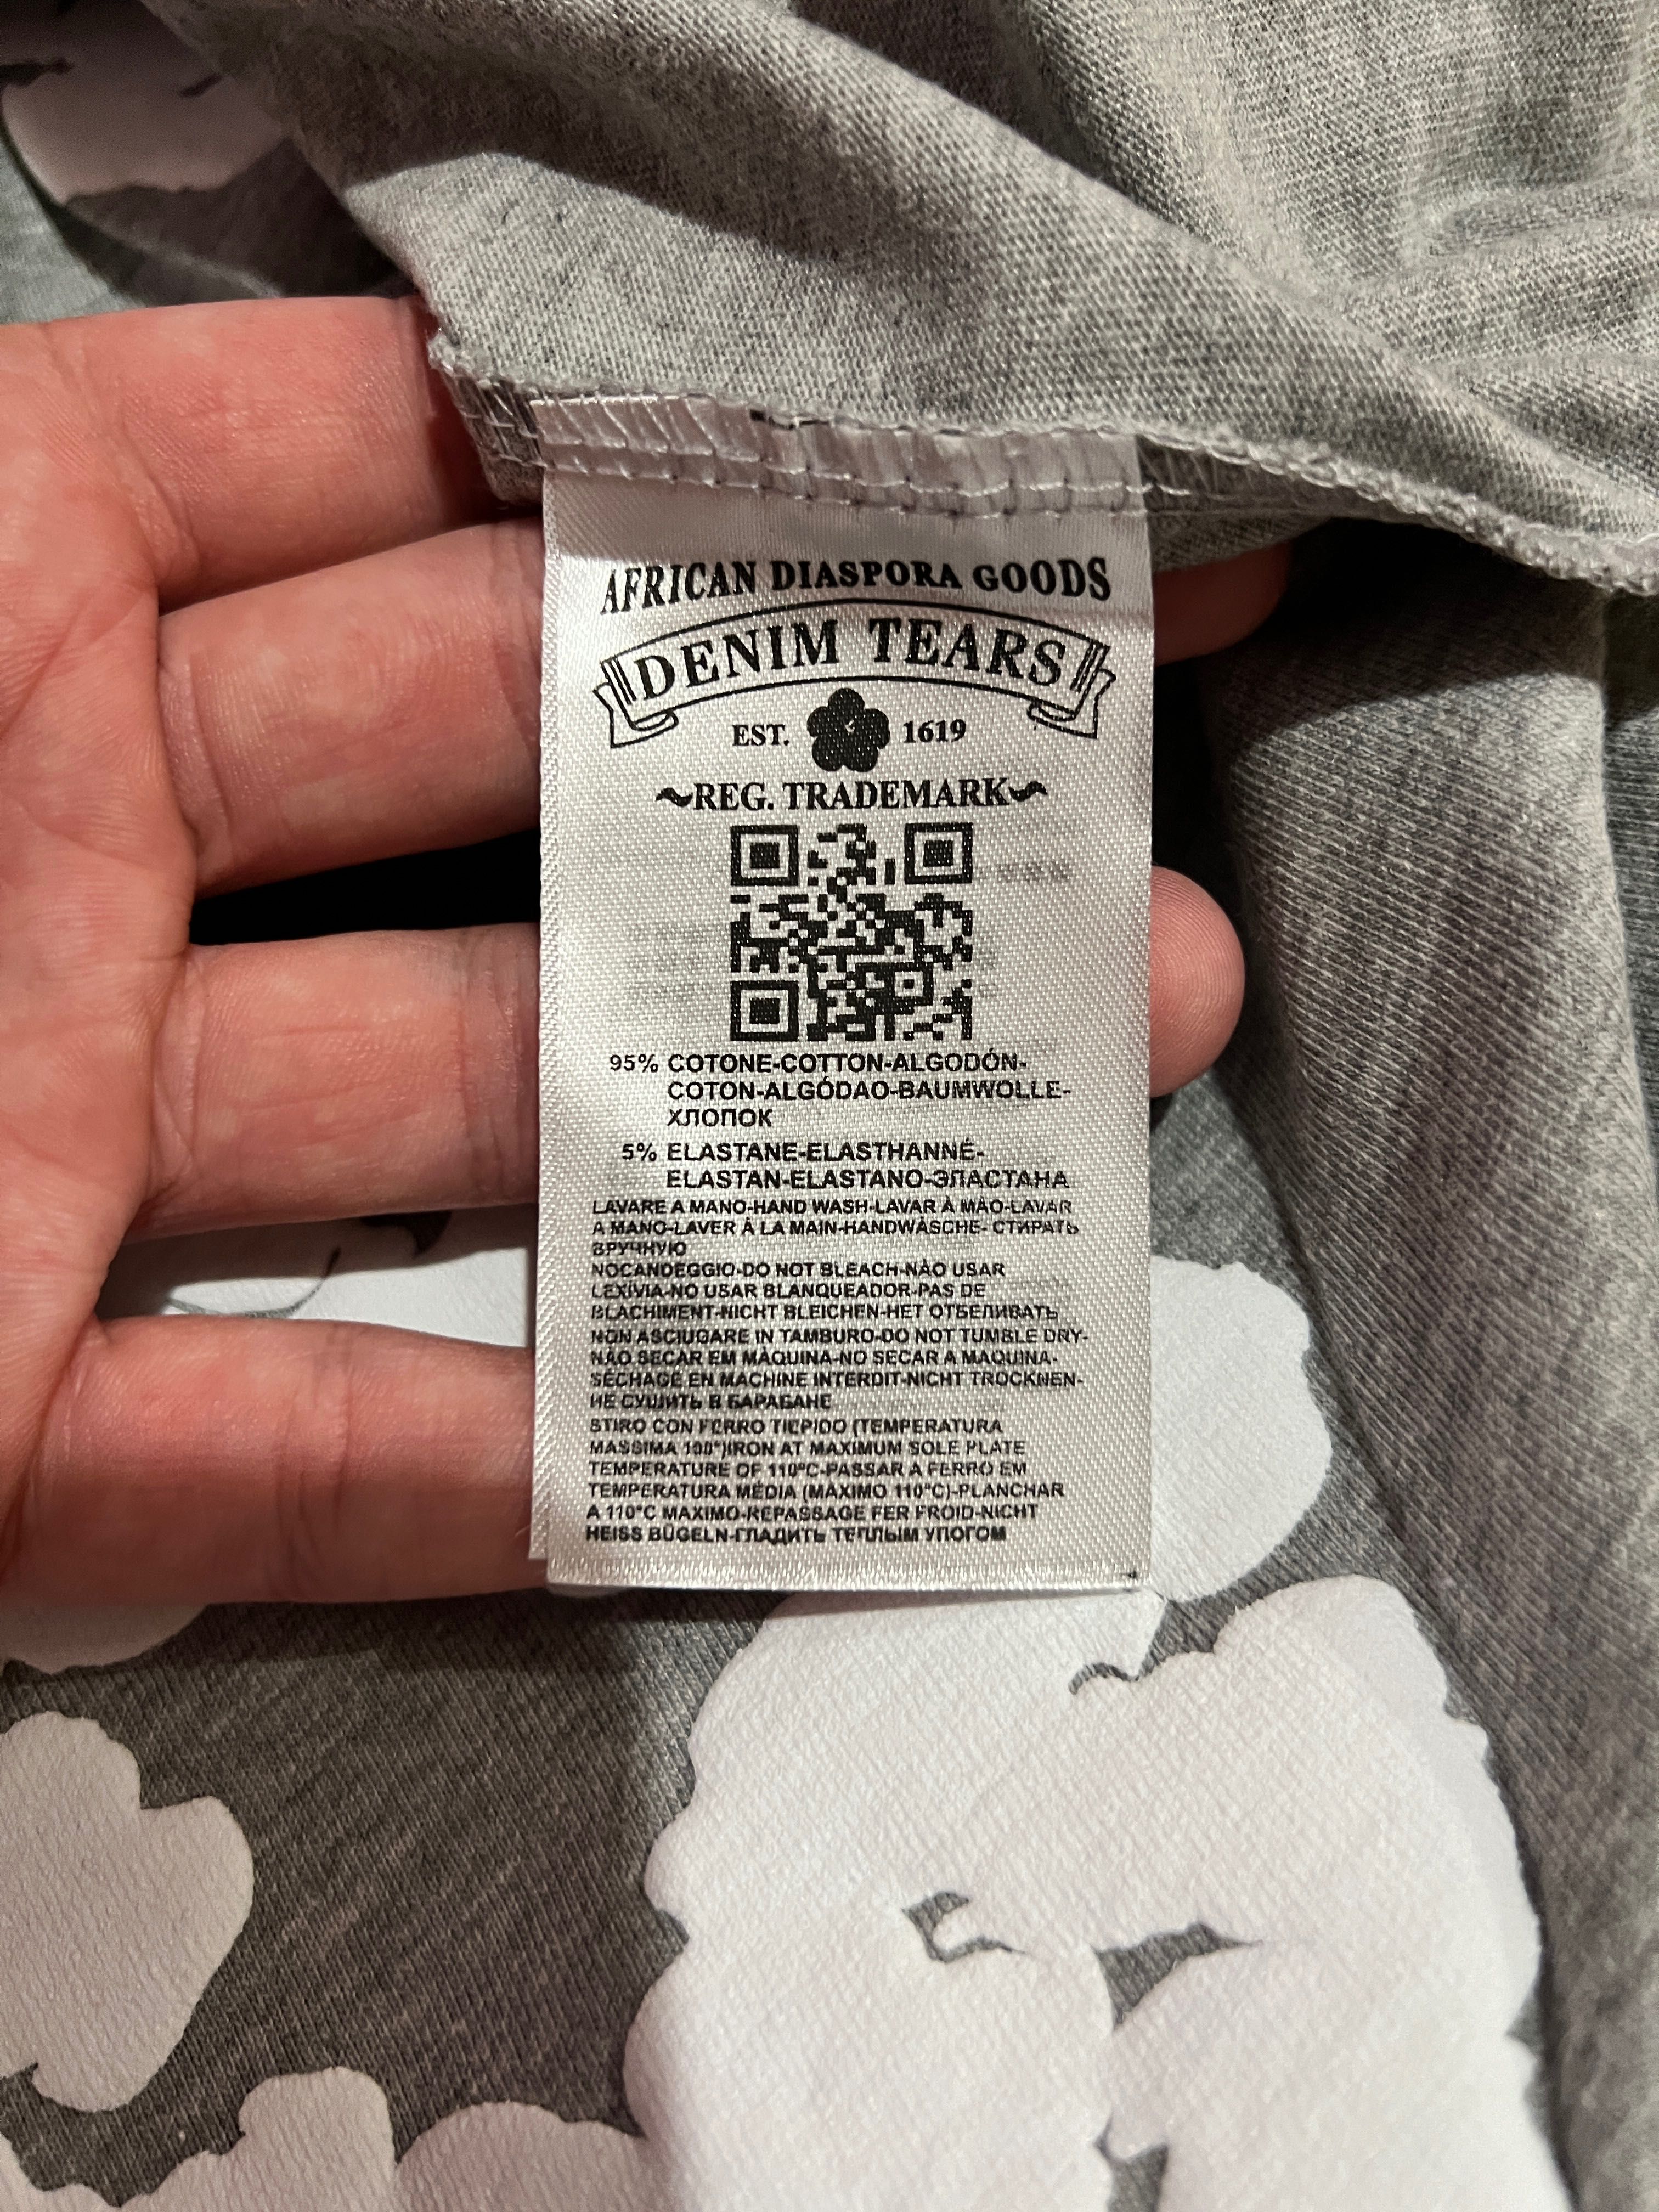 AFRICAN DIASPORA GOODS
DENIM TEARS
EST. 1619
~REG. TRADEMARK~
95% COTONE-COTTON-ALGODÓN-
COTON-ALGÓDAO-BAUMWOLLE-
ХЛОПОК
5% ELASTANE-ELASTHANNÉ-
ELASTAN-ELASTANO-ЭЛАСТАНА
LAVARE A MANO-HAND WASH-LAVAR À MÃO-LAVAR
A MANO-LAVER À LA MAIN-HANDWÄSCHE- СТИРАТЬ
ВРУЧНУЮ
NOCANDEGGIO-DO NOT BLEACH-NÃO USAR
LEXÍVIA-NO USAR BLANQUEADOR-PAS DE
BLACHIMENT-NICHT BLEICHEN-НЕТ ОТБЕЛИВАТЬ
NON ASCIUGARE IN TAMBURO-DO NOT TUMBLE DRY-
NÃO SECAR EM MÀQUINA-NO SECAR A MAQUINA-
SÉCHAGE EN MACHINE INTERDIT-NICHT TROCKNEN-
НЕ СУШИТЬ В БАРАБАНЕ
STIRO CON FERRO TIEPIDO (TEMPERATURA
MASSIMA 100°)IRON AT MAXIMUM SOLE PLATE
TEMPERATURE OF 110°C-PASSAR A FERRO EM
TEMPERATURA MÉDIA (MAXIMO 110°C)-PLANCHAR
A 110°C MAXIMO-REPASSAGE FER FROID-NICHT
HEISS BÜGELN-ГЛАДИТЬ ТЕПЛЫМ УПОГОМ